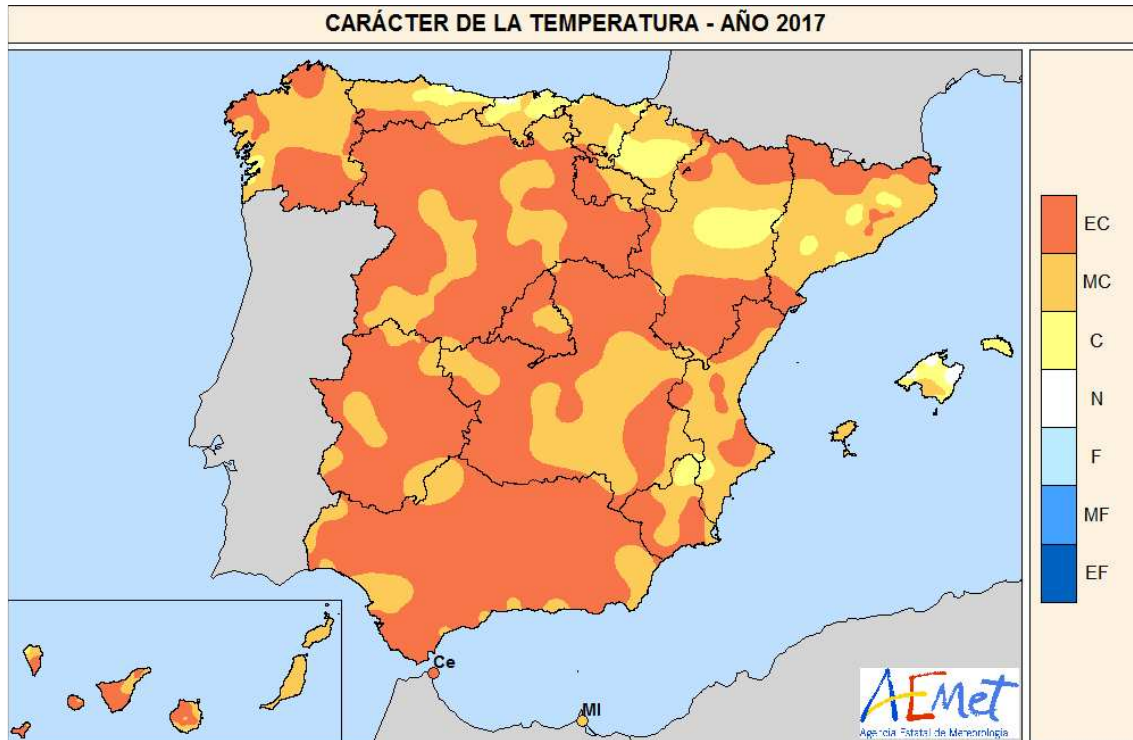 CARÁCTER DE LA TEMPERATURA - AÑO 2017
EC
MC
C
N
F
MF
EF
Ce
Ml
AEMet
Agencia Estatal de Meteorología